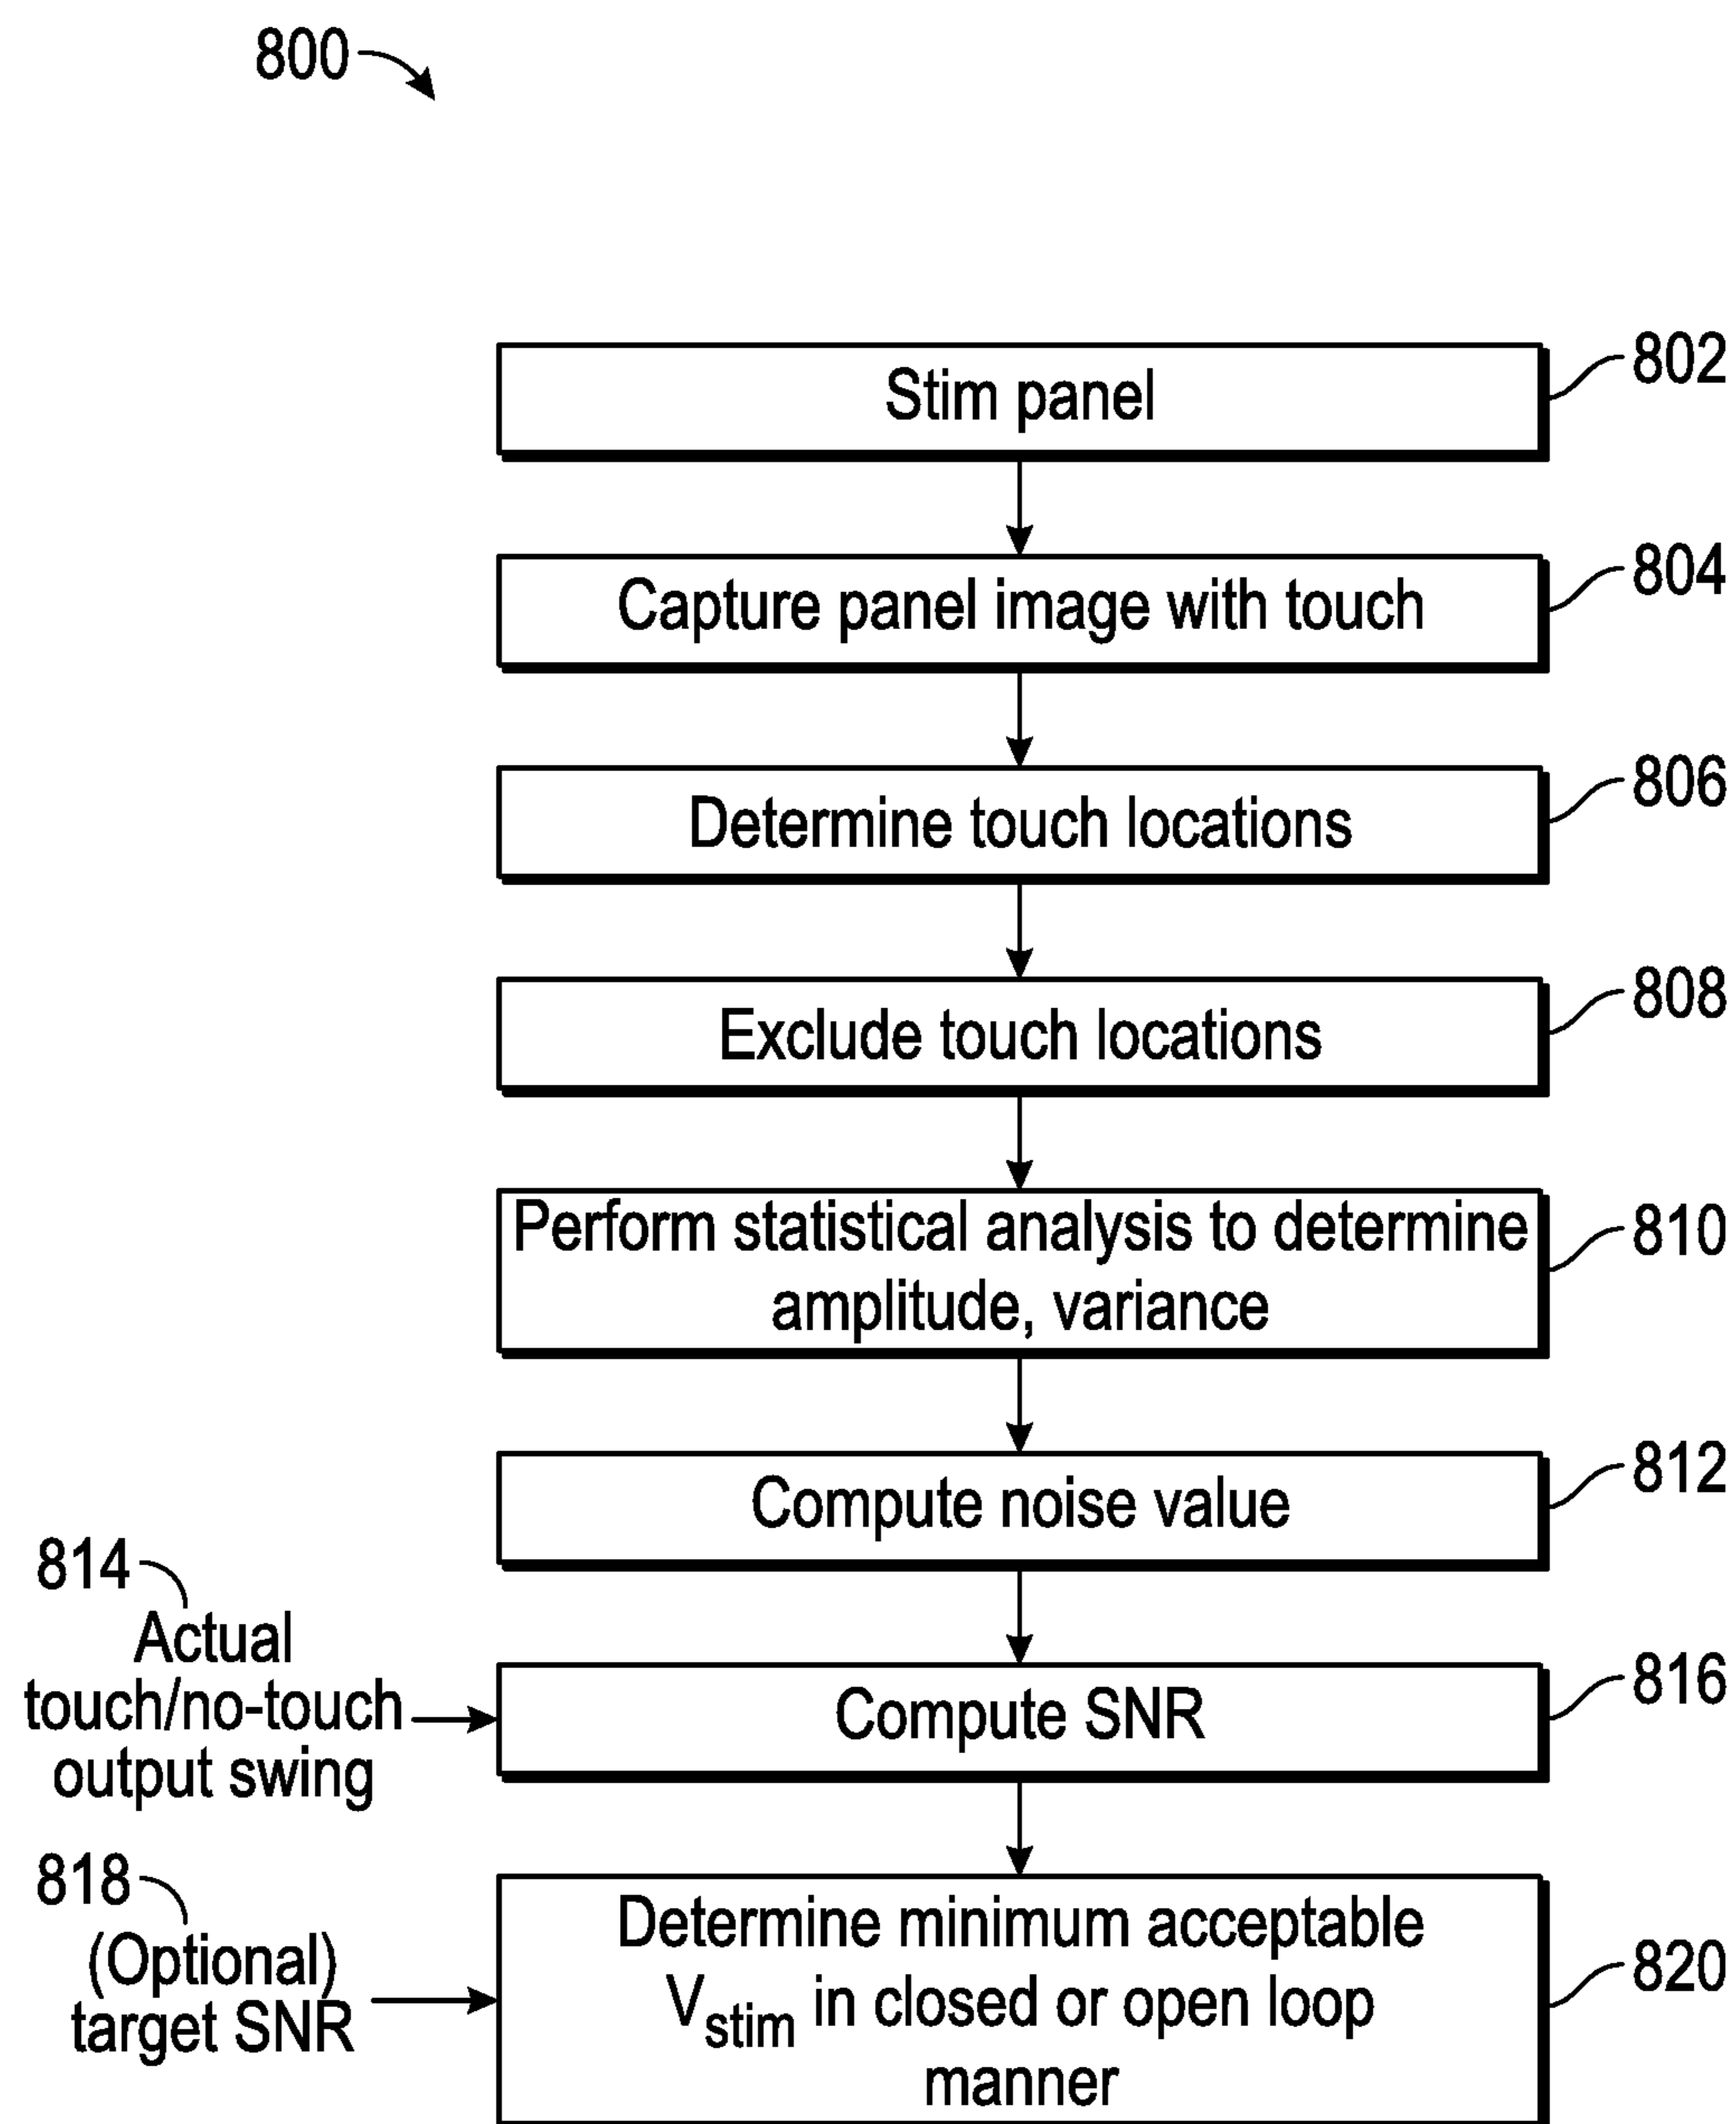 800
802
Stim panel
804
Capture panel image with touch
806
Determine touch locations
808
Exclude touch locations
810
Perform statistical analysis to determine
amplitude, variance
812
Compute noise value
814
Actual
touch/no-touch
output swing
816
Compute SNR
818
(Optional)
target SNR
Determine minimum acceptable
Vstim in closed or open loop
manner
820